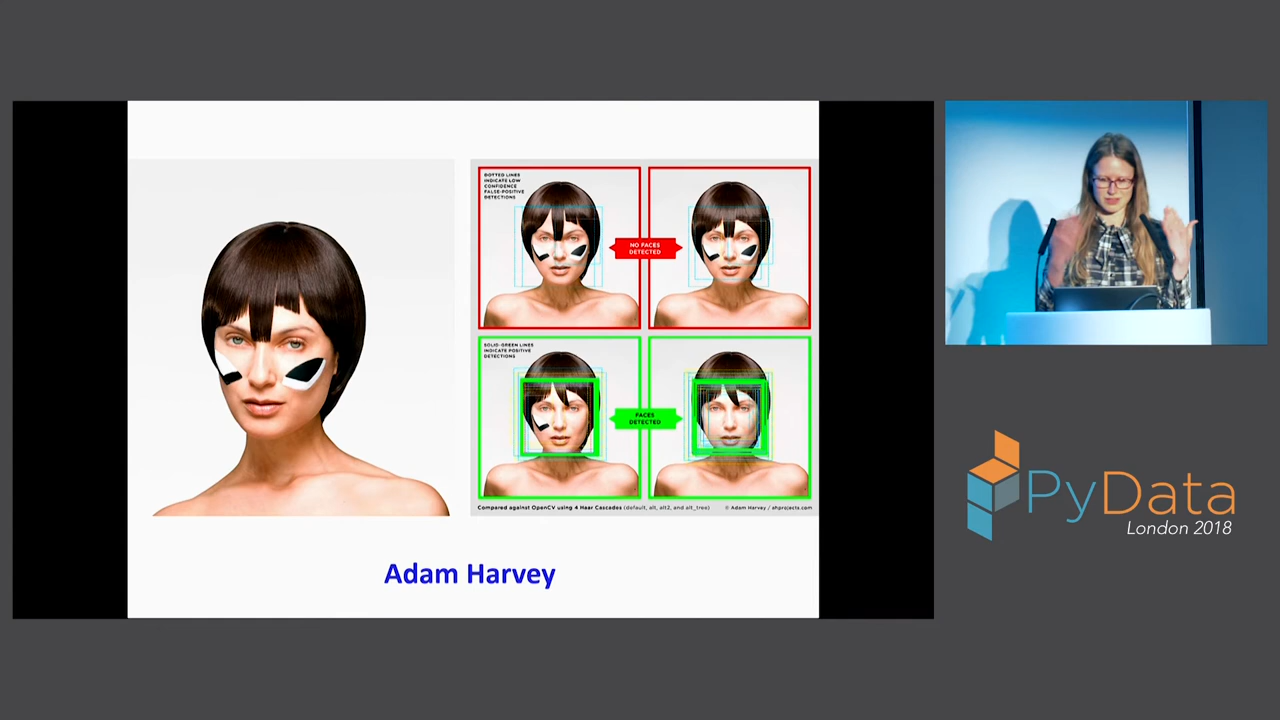 DOTTED LINES
INDICATE LOW
CONFIDENCE
FALSE-POSITIVE
DETECTIONS
NO FACES
DETECTED
SOLID-GREEN LINES
INDICATE POSITIVE
DETECTIONS
FACES
DETECTED
Compared against OpenCV using 4 Haar Cascades (default, alt, alt2, and alt_tree)
© Adam Harvey / ahprojects.com
Adam Harvey
PyData
London 2018